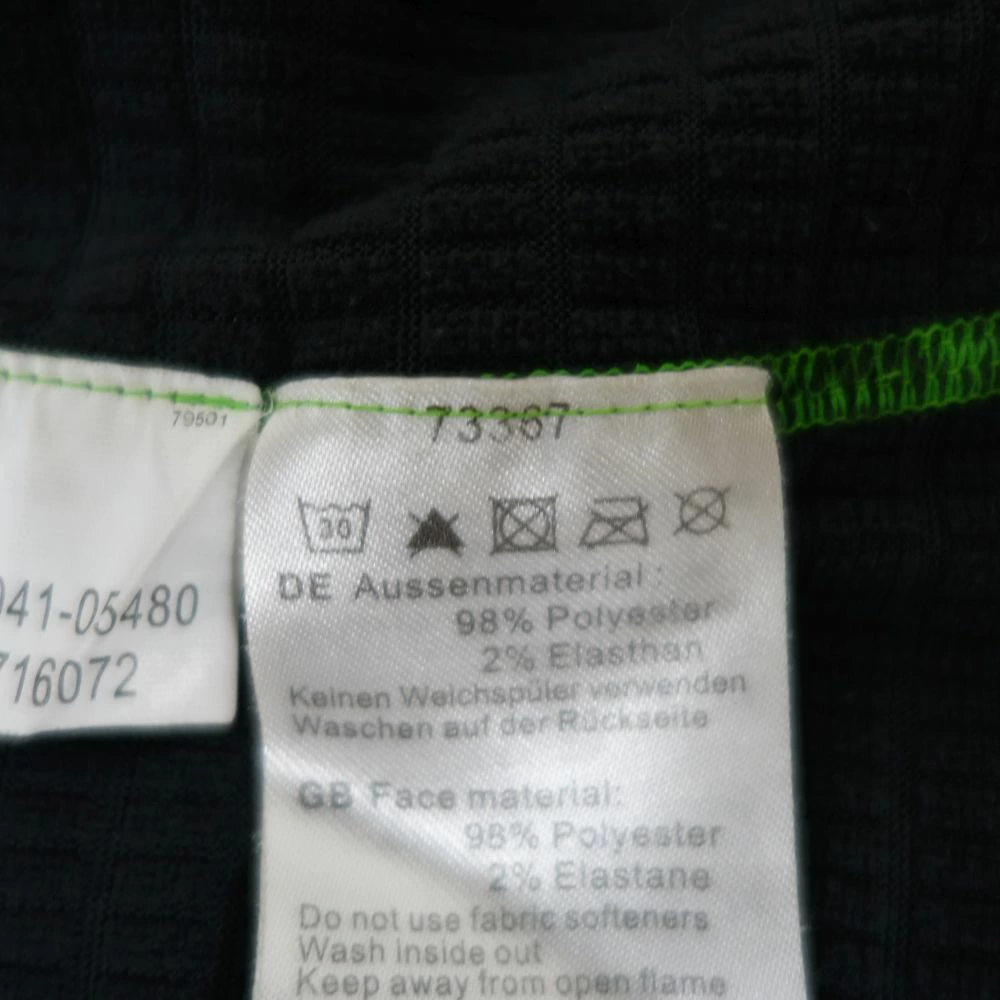 79501
41-05480
716072
73367
30
DE Aussenmaterial:
98% Polyester
2% Elasthan
Keinen Weichspüler verwenden
Waschen auf der Rückseite
GB Face material:
98% Polyester
2% Elastane
Do not use fabric softeners
Wash inside out
Keep away from open flame